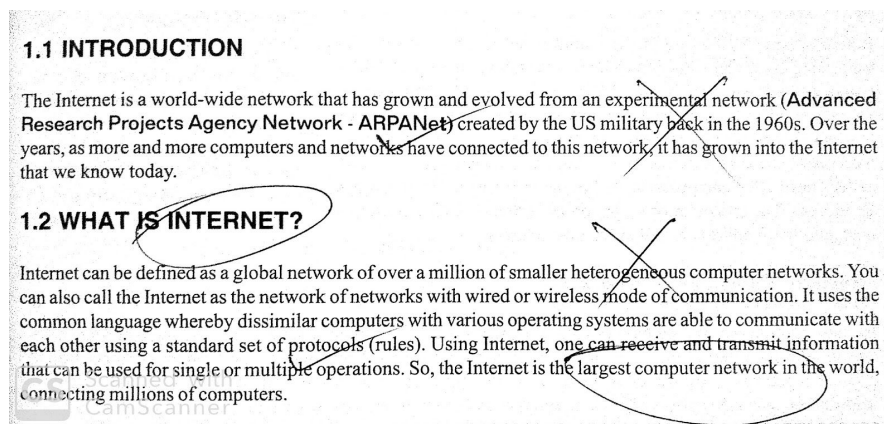 1.1 INTRODUCTION
The Internet is a world-wide network that has grown and evolved from an experimental network (Advanced
Research Projects Agency Network - ARPANet) created by the US military back in the 1960s. Over the
years, as more and more computers and networks have connected to this network, it has grown into the Internet
that we know today.
1.2 WHAT IS INTERNET?
Internet can be defined as a global network of over a million of smaller heterogeneous computer networks. You
can also call the Internet as the network of networks with wired or wireless mode of communication. It uses the
common language whereby dissimilar computers with various operating systems are able to communicate with
each other using a standard set of protocols (rules). Using Internet, one can receive and transmit information
that can be used for single or multiple operations. So, the Internet is the largest computer network in the world,
connecting millions of computers.
CS
Scanned with
CamScanner